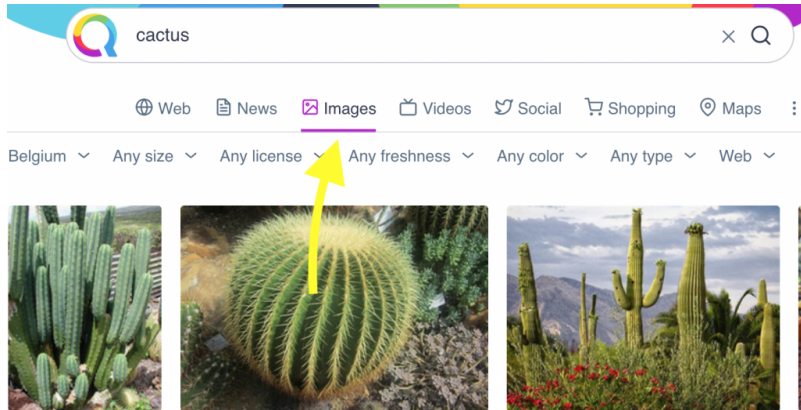 cactus
Web News Images Videos Social Shopping Maps
Belgium Any size Any license Any freshness Any color Any type Web